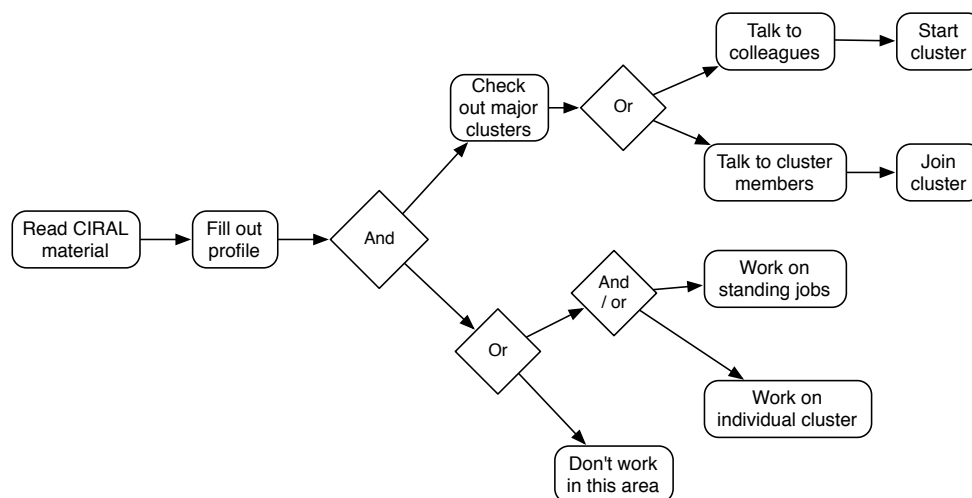 Talk to
colleagues
Start
cluster
Check
out major
clusters
Or
Talk to cluster
members
Join
cluster
Read CIRAL
material
Fill out
profile
And
And
/ or
Work on
standing jobs
Or
Work on
individual cluster
Don't work
in this area